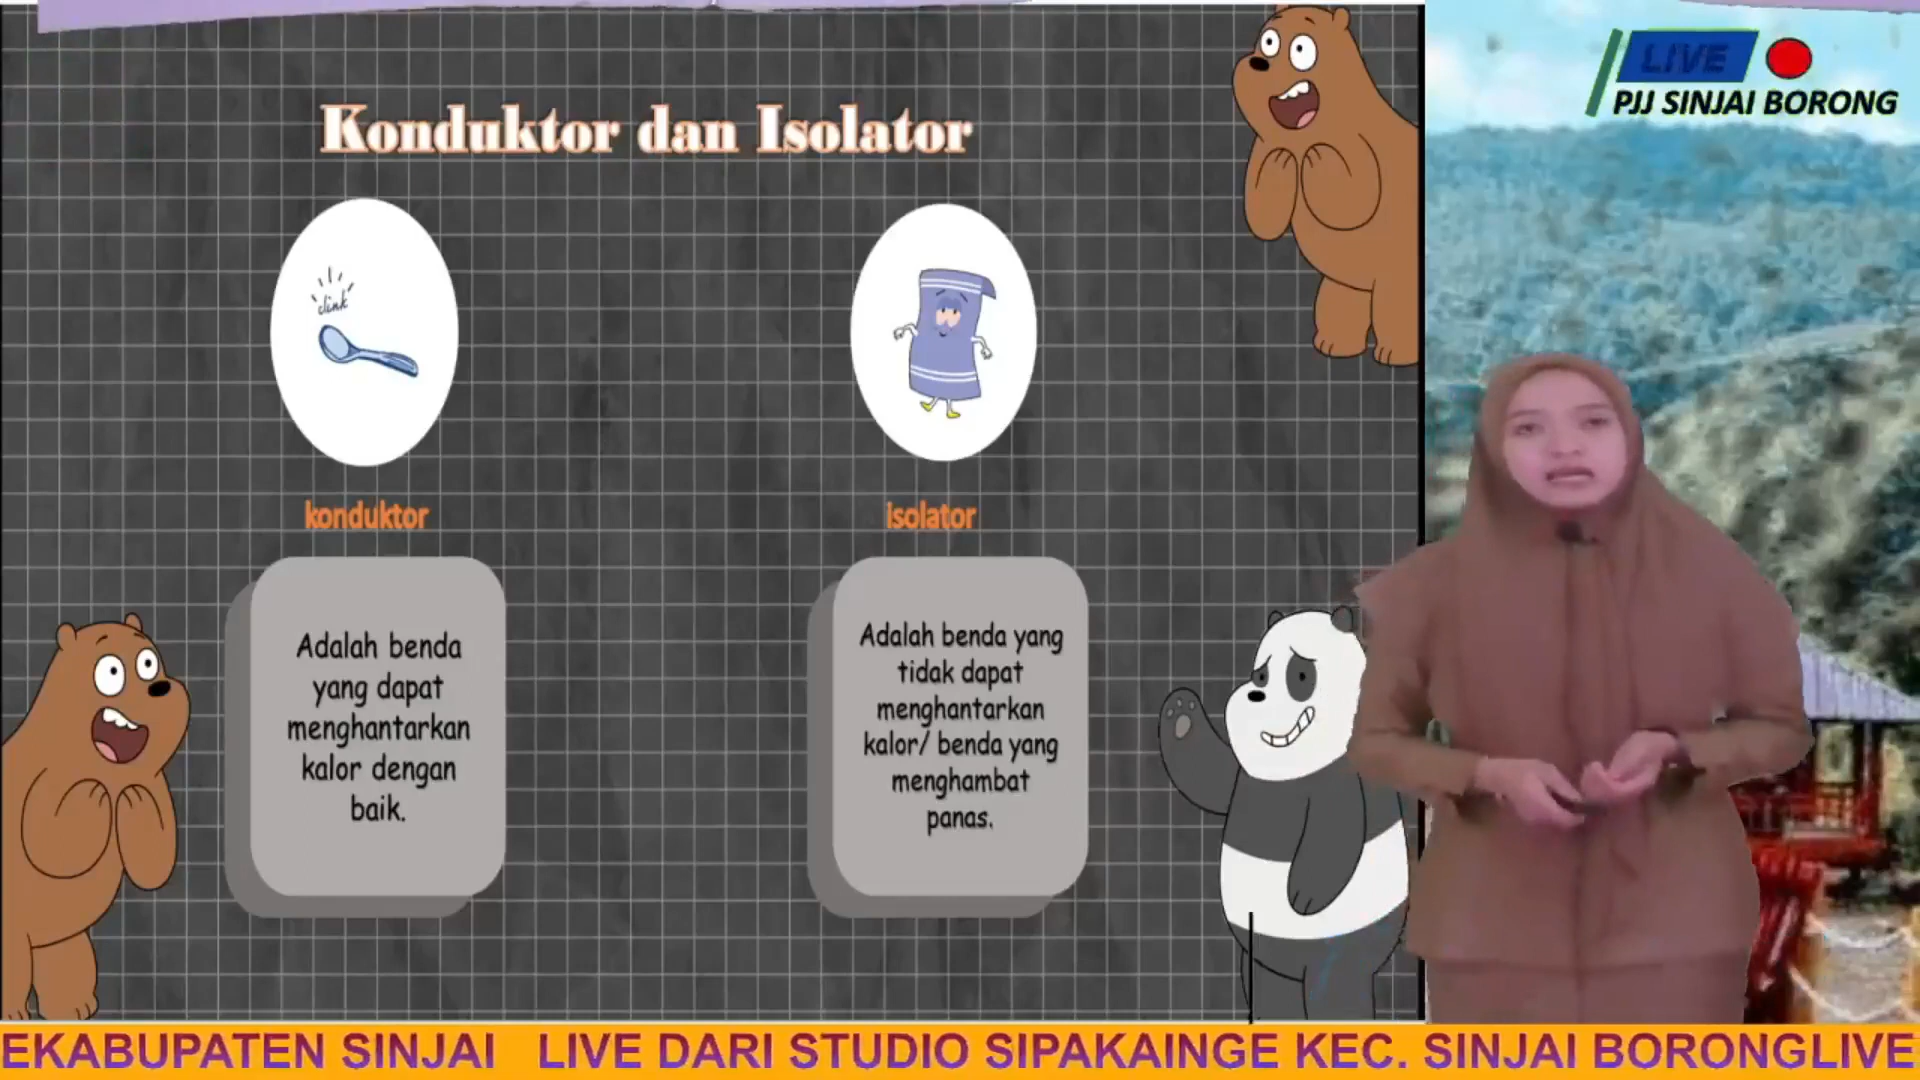 LIVE
PJJ SINJAI BORONG
Konduktor dan Isolator
clink
konduktor
isolator
Adalah benda
yang dapat
menghantarkan
kalor dengan
baik.
Adalah benda yang
tidak dapat
menghantarkan
kalor/ benda yang
menghambat
panas.
EKABUPATEN SINJAI LIVE DARI STUDIO SIPAKAINGE KEC. SINJAI BORONGLIVE